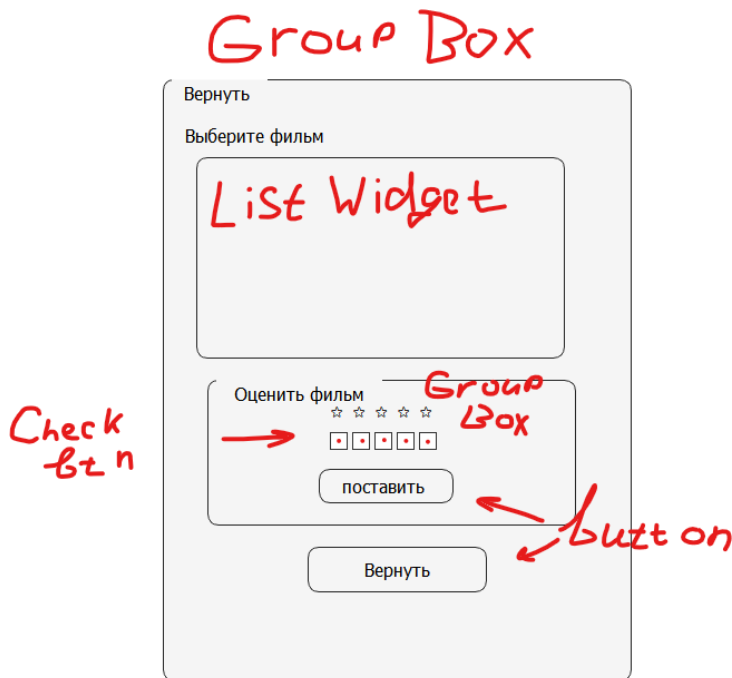 Group Box
Вернуть
Выберите фильм
List Widget
Оценить фильм
Group
Box
☆ ☆ ☆ ☆ ☆
Check
btn
поставить
button
Вернуть